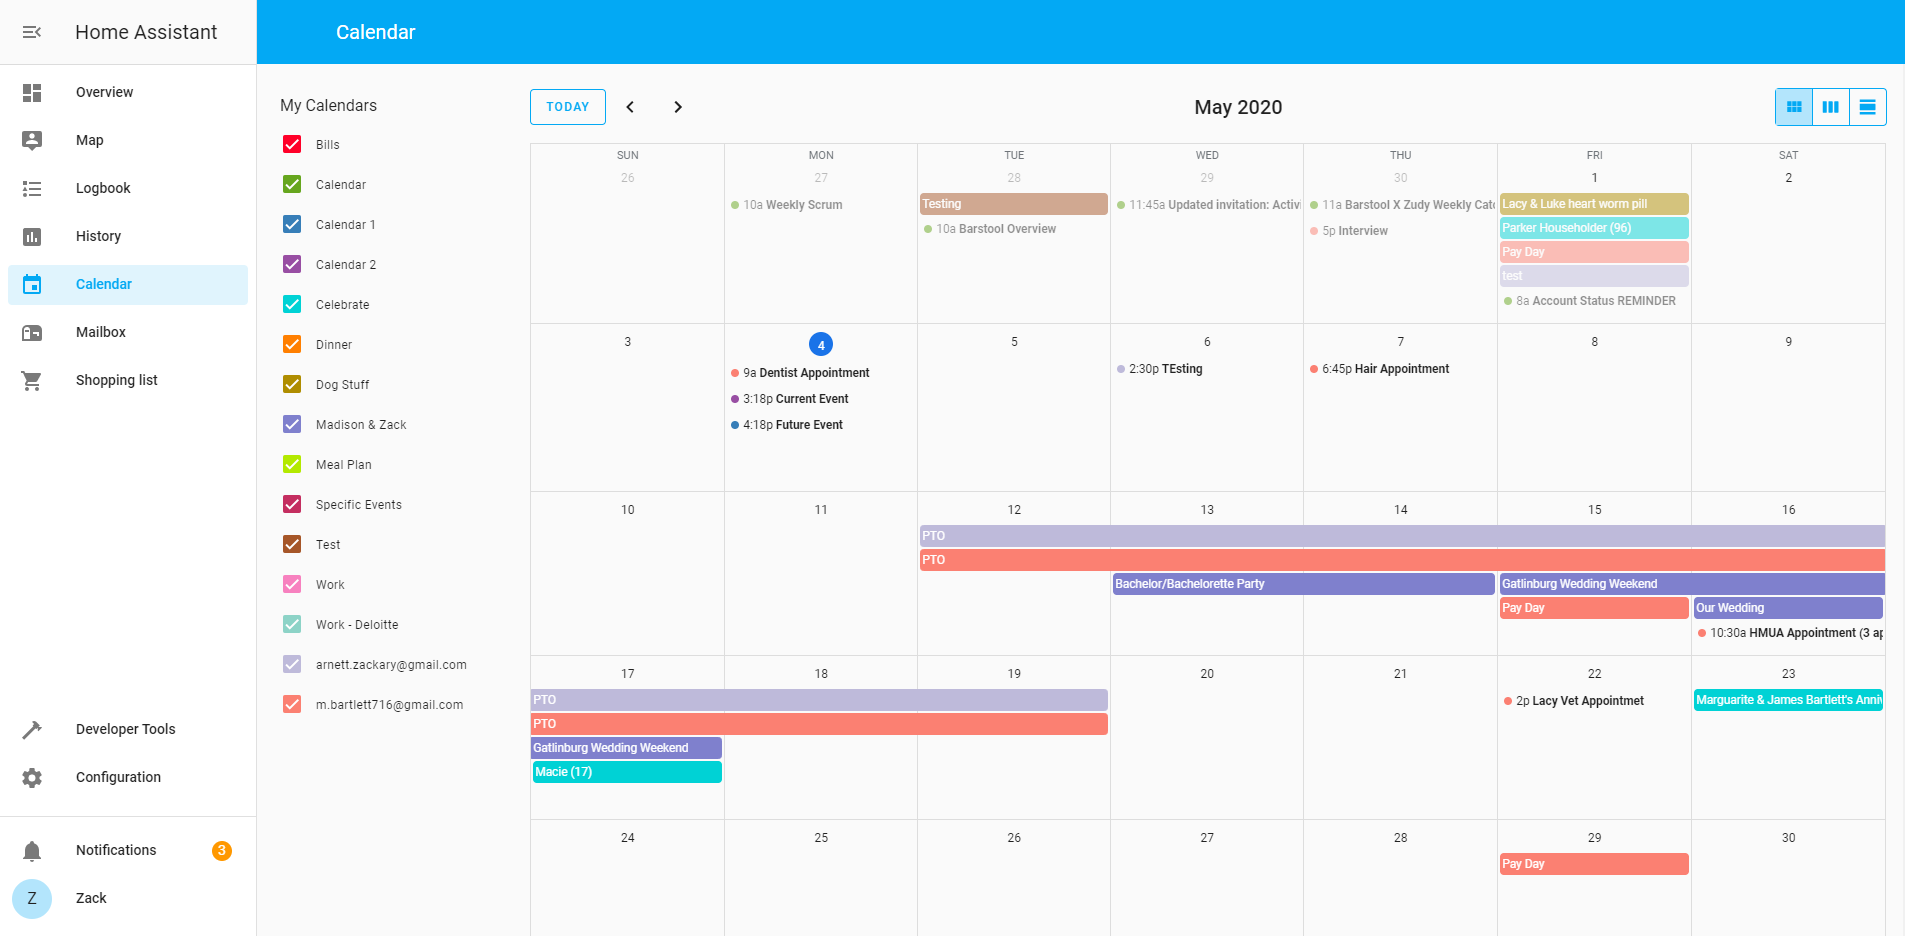 Home Assistant
Calendar
Overview
Map
Logbook
History
Calendar
Mailbox
Shopping list
Developer Tools
Configuration
Notifications 3
Z Zack
My Calendars
Bills
Calendar
Calendar 1
Calendar 2
Celebrate
Dinner
Dog Stuff
Madison & Zack
Meal Plan
Specific Events
Test
Work
Work - Deloitte
arnett.zackary@gmail.com
m.bartlett716@gmail.com
TODAY
May 2020
SUN MON TUE WED THU FRI SAT
26 27 28 29 30 1 2
10a Weekly Scrum
Testing
10a Barstool Overview
11:45a Updated invitation: Activi
11a Barstool X Zudy Weekly Catc
5p Interview
Lacy & Luke heart worm pill
Parker Householder (96)
Pay Day
test
8a Account Status REMINDER
3 4 5 6 7 8 9
9a Dentist Appointment
3:18p Current Event
4:18p Future Event
2:30p TEsting
6:45p Hair Appointment
10 11 12 13 14 15 16
PTO
PTO
Bachelor/Bachelorette Party
Gatlinburg Wedding Weekend
Pay Day
Our Wedding
10:30a HMUA Appointment (3 ap
17 18 19 20 21 22 23
PTO
PTO
Gatlinburg Wedding Weekend
Macie (17)
2p Lacy Vet Appointmet
Marguarite & James Bartlett's Anniv
24 25 26 27 28 29 30
Pay Day